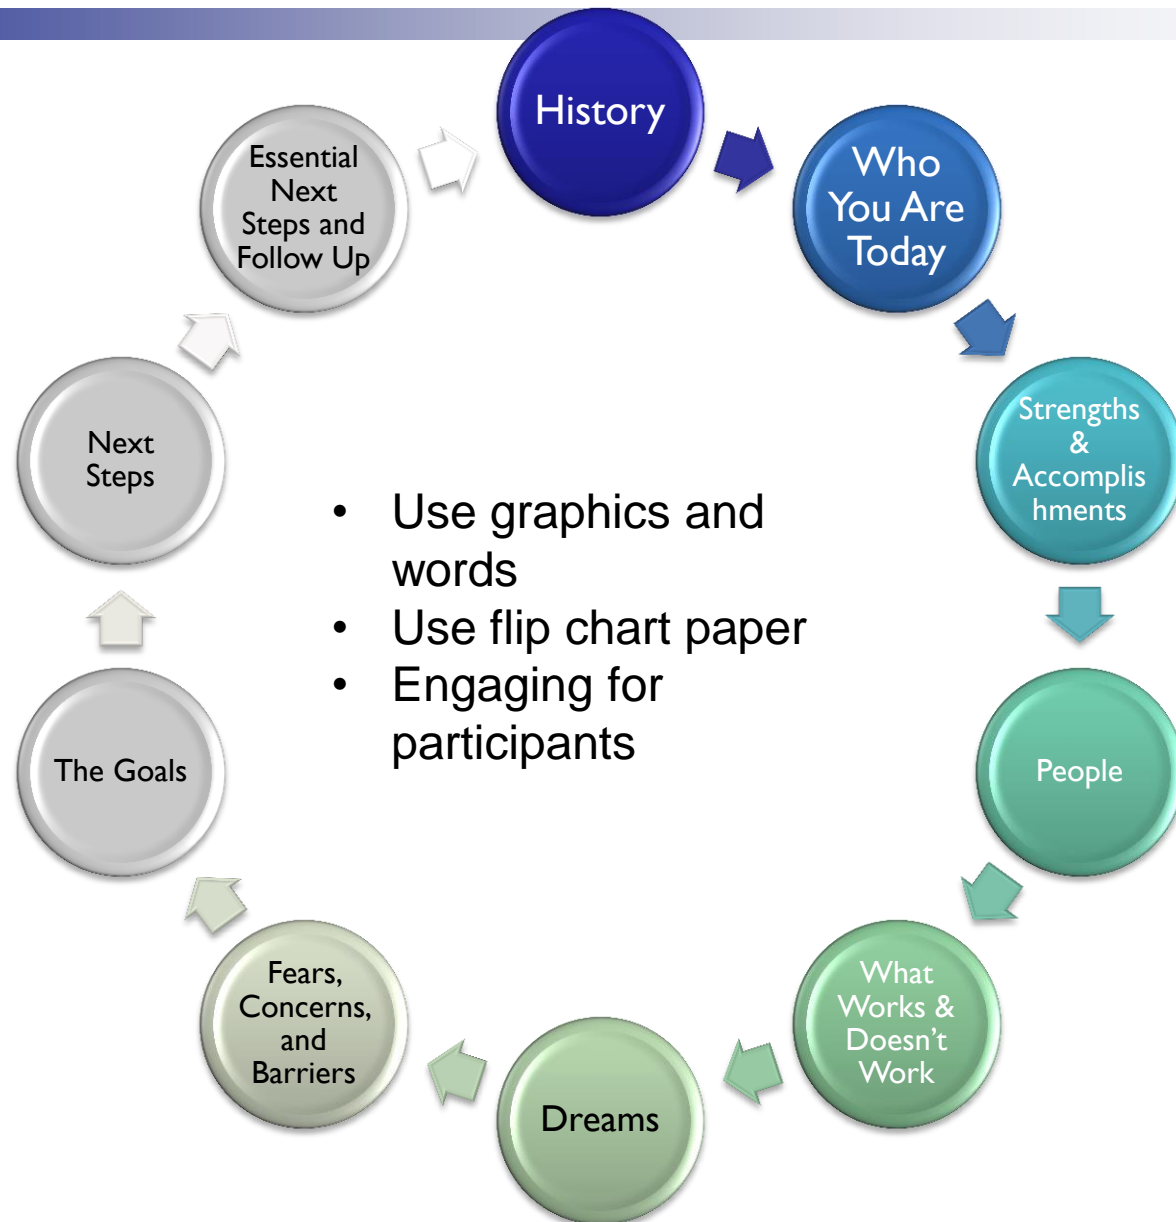 History
Who
You Are
Today
Strengths
&
Accomplis
hments
People
What
Works &
Doesn’t
Work
Dreams
Fears,
Concerns,
and
Barriers
The Goals
Next
Steps
Essential
Next
Steps and
Follow Up
• Use graphics and
words
• Use flip chart paper
• Engaging for
participants